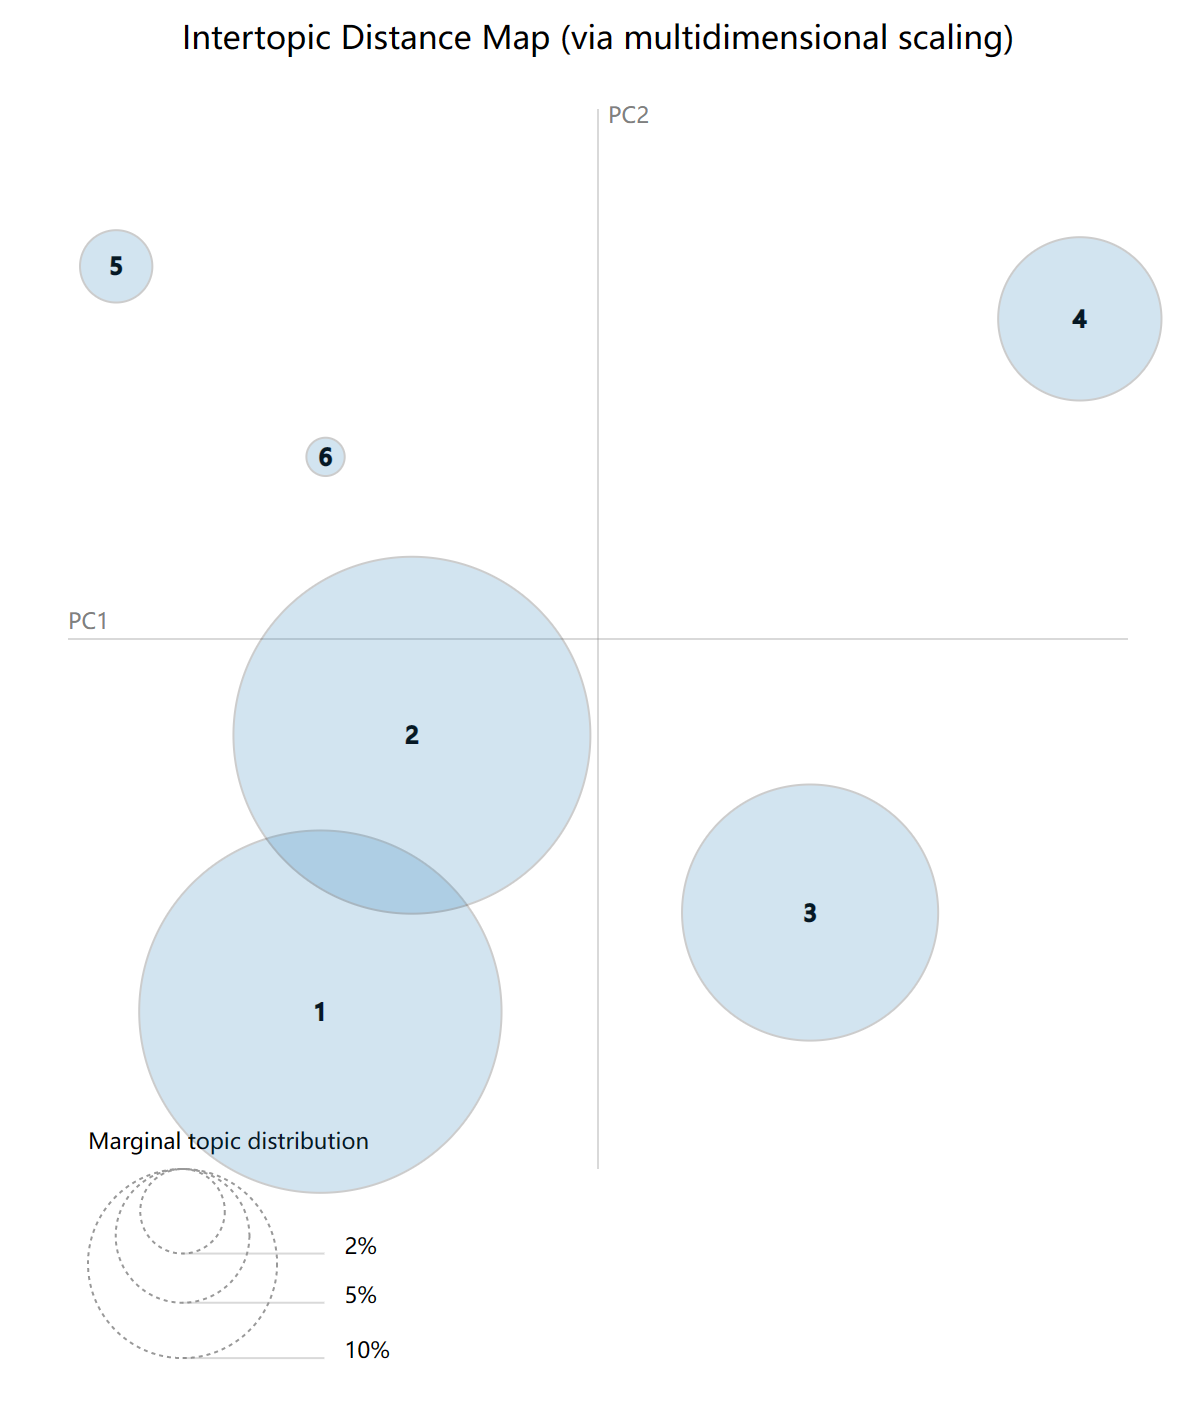 Intertopic Distance Map (via multidimensional scaling)
PC2
5
4
6
PC1
2
3
1
Marginal topic distribution
2%
5%
10%